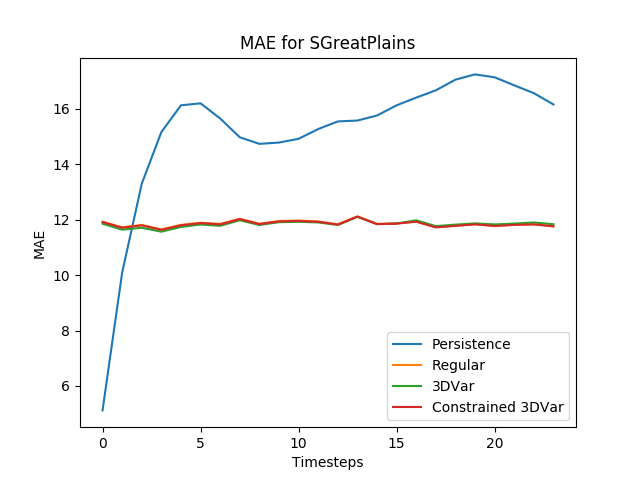 MAE for SGreatPlains
MAE
16
14
12
10
8
6
0
5
10
15
20
Timesteps
Persistence
Regular
3DVar
Constrained 3DVar